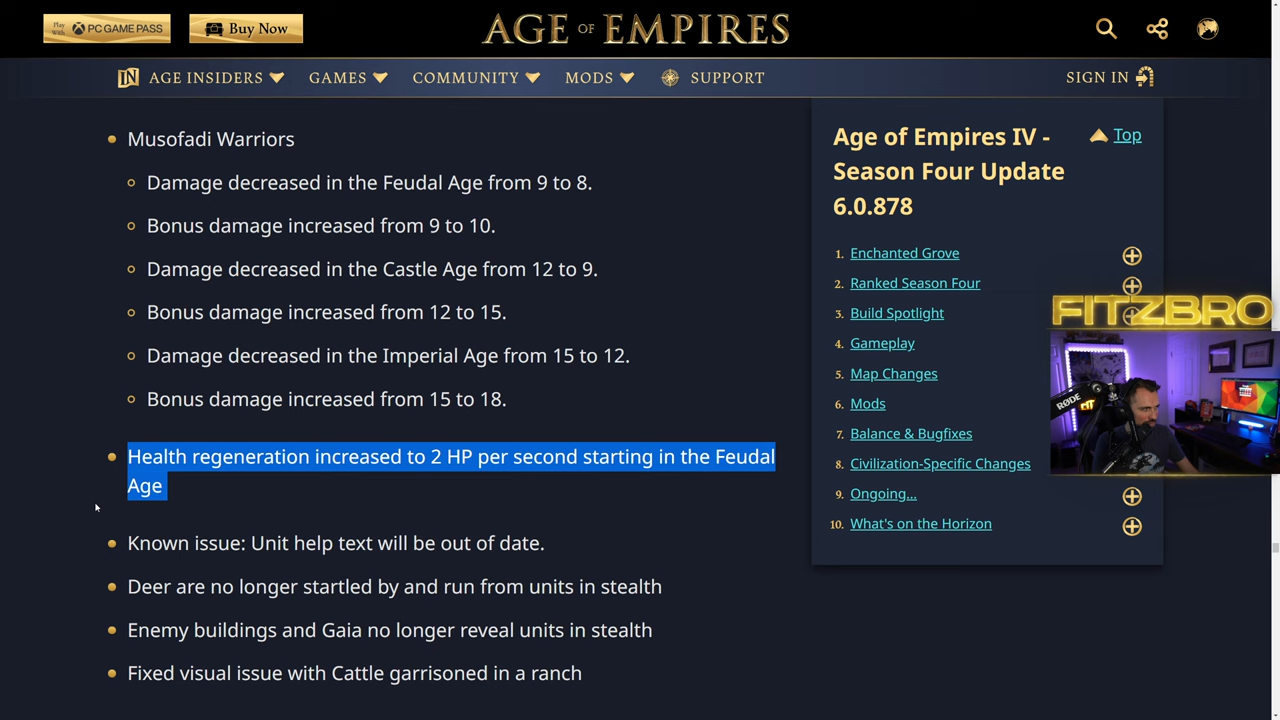 Play With PC GAME PASS
Buy Now
AGE OF EMPIRES
IN AGE INSIDERS
GAMES
COMMUNITY
MODS
SUPPORT
SIGN IN
Musofadi Warriors
Damage decreased in the Feudal Age from 9 to 8.
Bonus damage increased from 9 to 10.
Damage decreased in the Castle Age from 12 to 9.
Bonus damage increased from 12 to 15.
Damage decreased in the Imperial Age from 15 to 12.
Bonus damage increased from 15 to 18.
Health regeneration increased to 2 HP per second starting in the Feudal
Age
Known issue: Unit help text will be out of date.
Deer are no longer startled by and run from units in stealth
Enemy buildings and Gaia no longer reveal units in stealth
Fixed visual issue with Cattle garrisoned in a ranch
Age of Empires IV -
Season Four Update
6.0.878
Top
1. Enchanted Grove
2. Ranked Season Four
3. Build Spotlight
4. Gameplay
5. Map Changes
6. Mods
7. Balance & Bugfixes
8. Civilization-Specific Changes
9. Ongoing...
10. What's on the Horizon
FITZBRO
RØDE